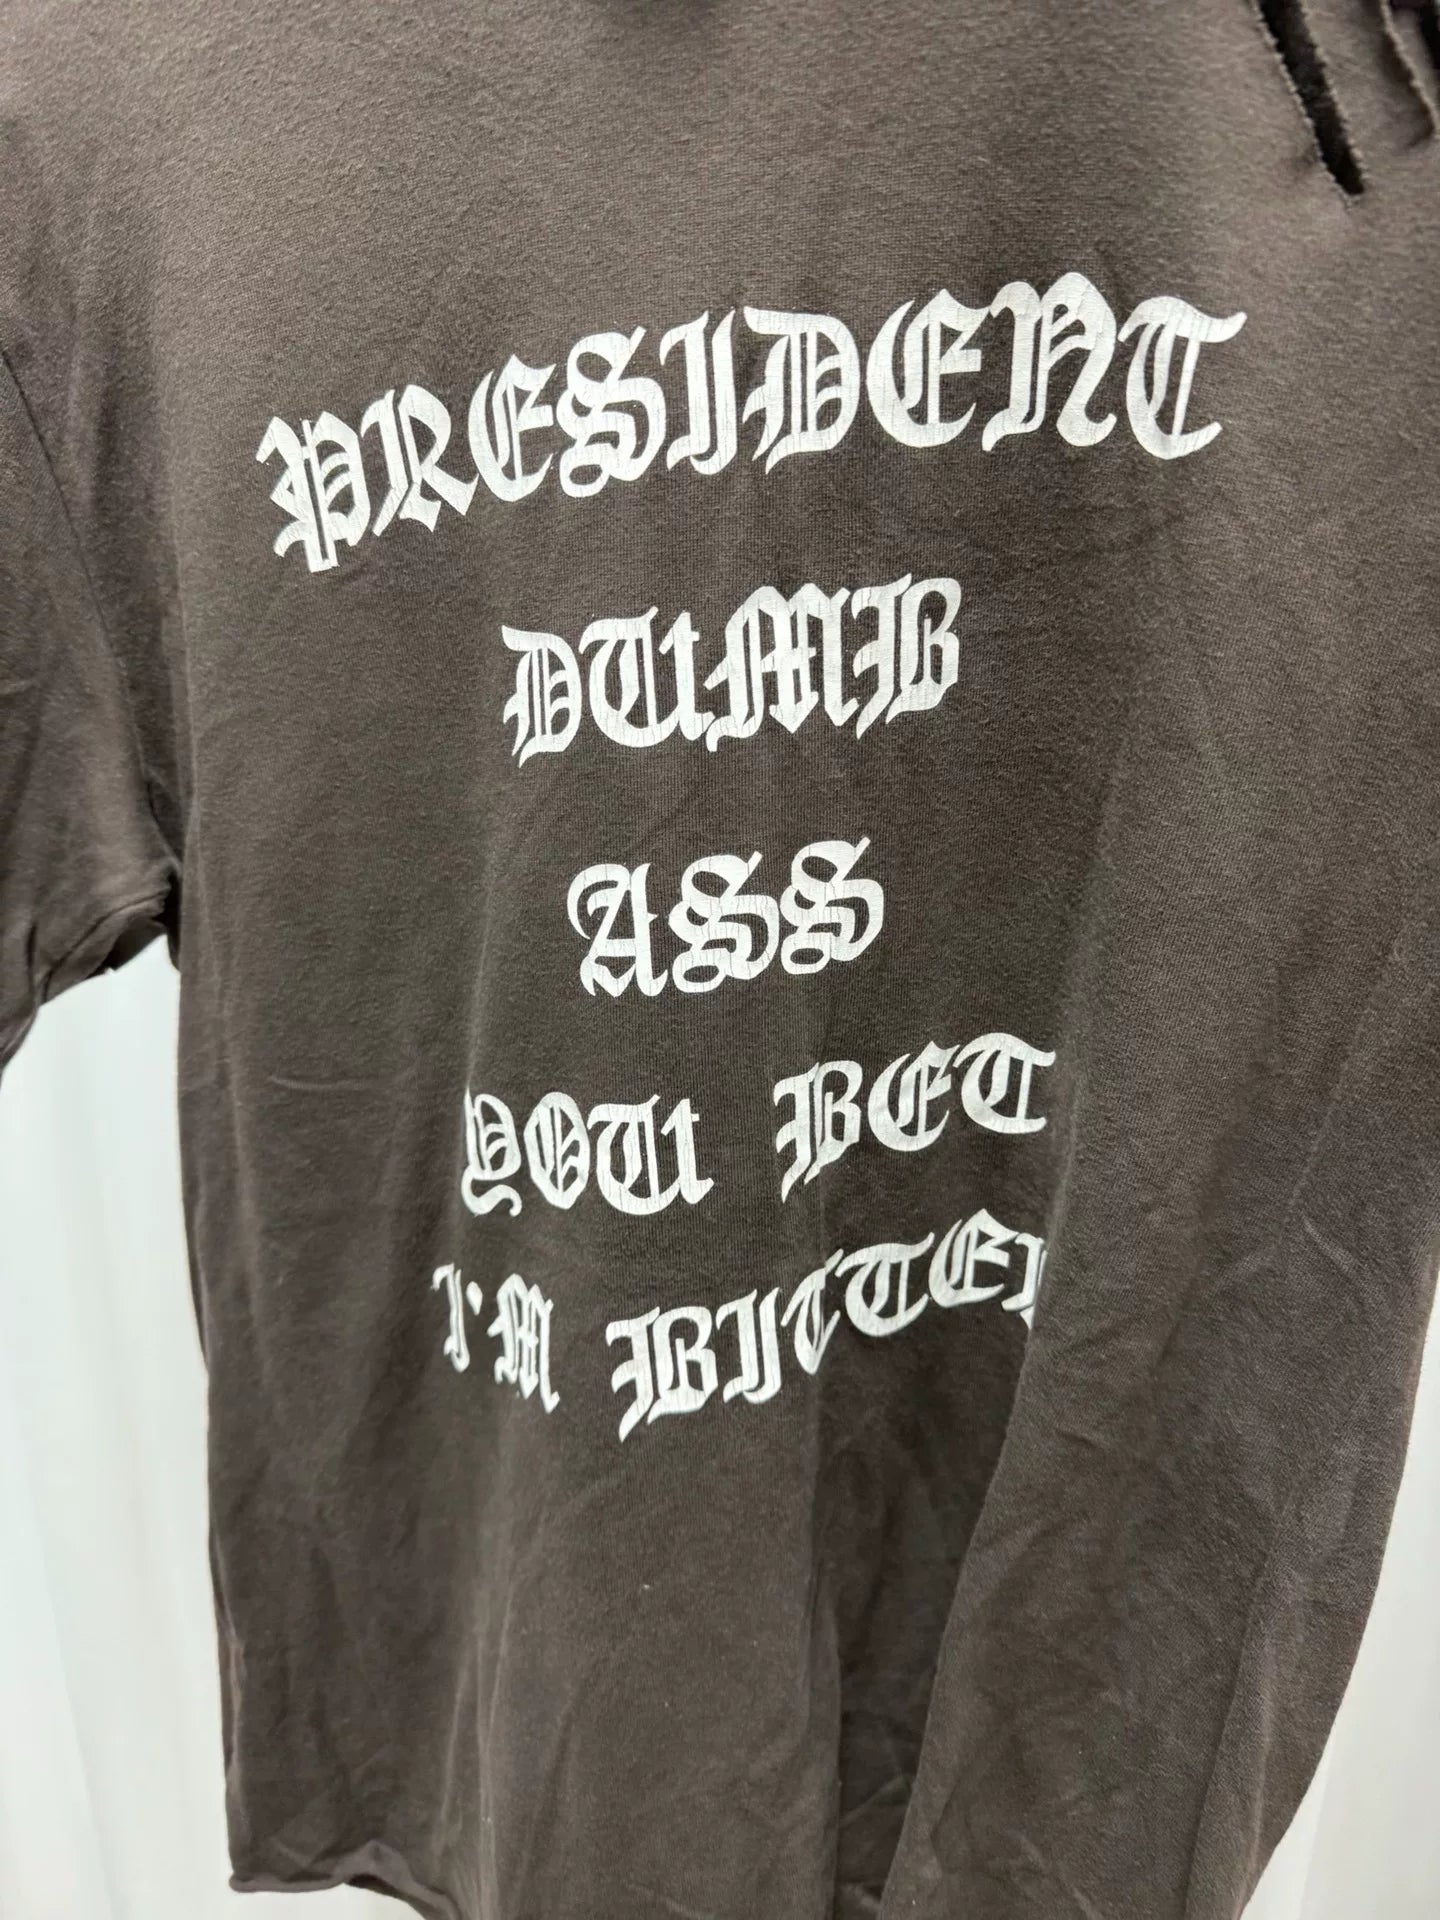 PRESIDENT
DUMB
ASS
YOU BET
I'M BITTER